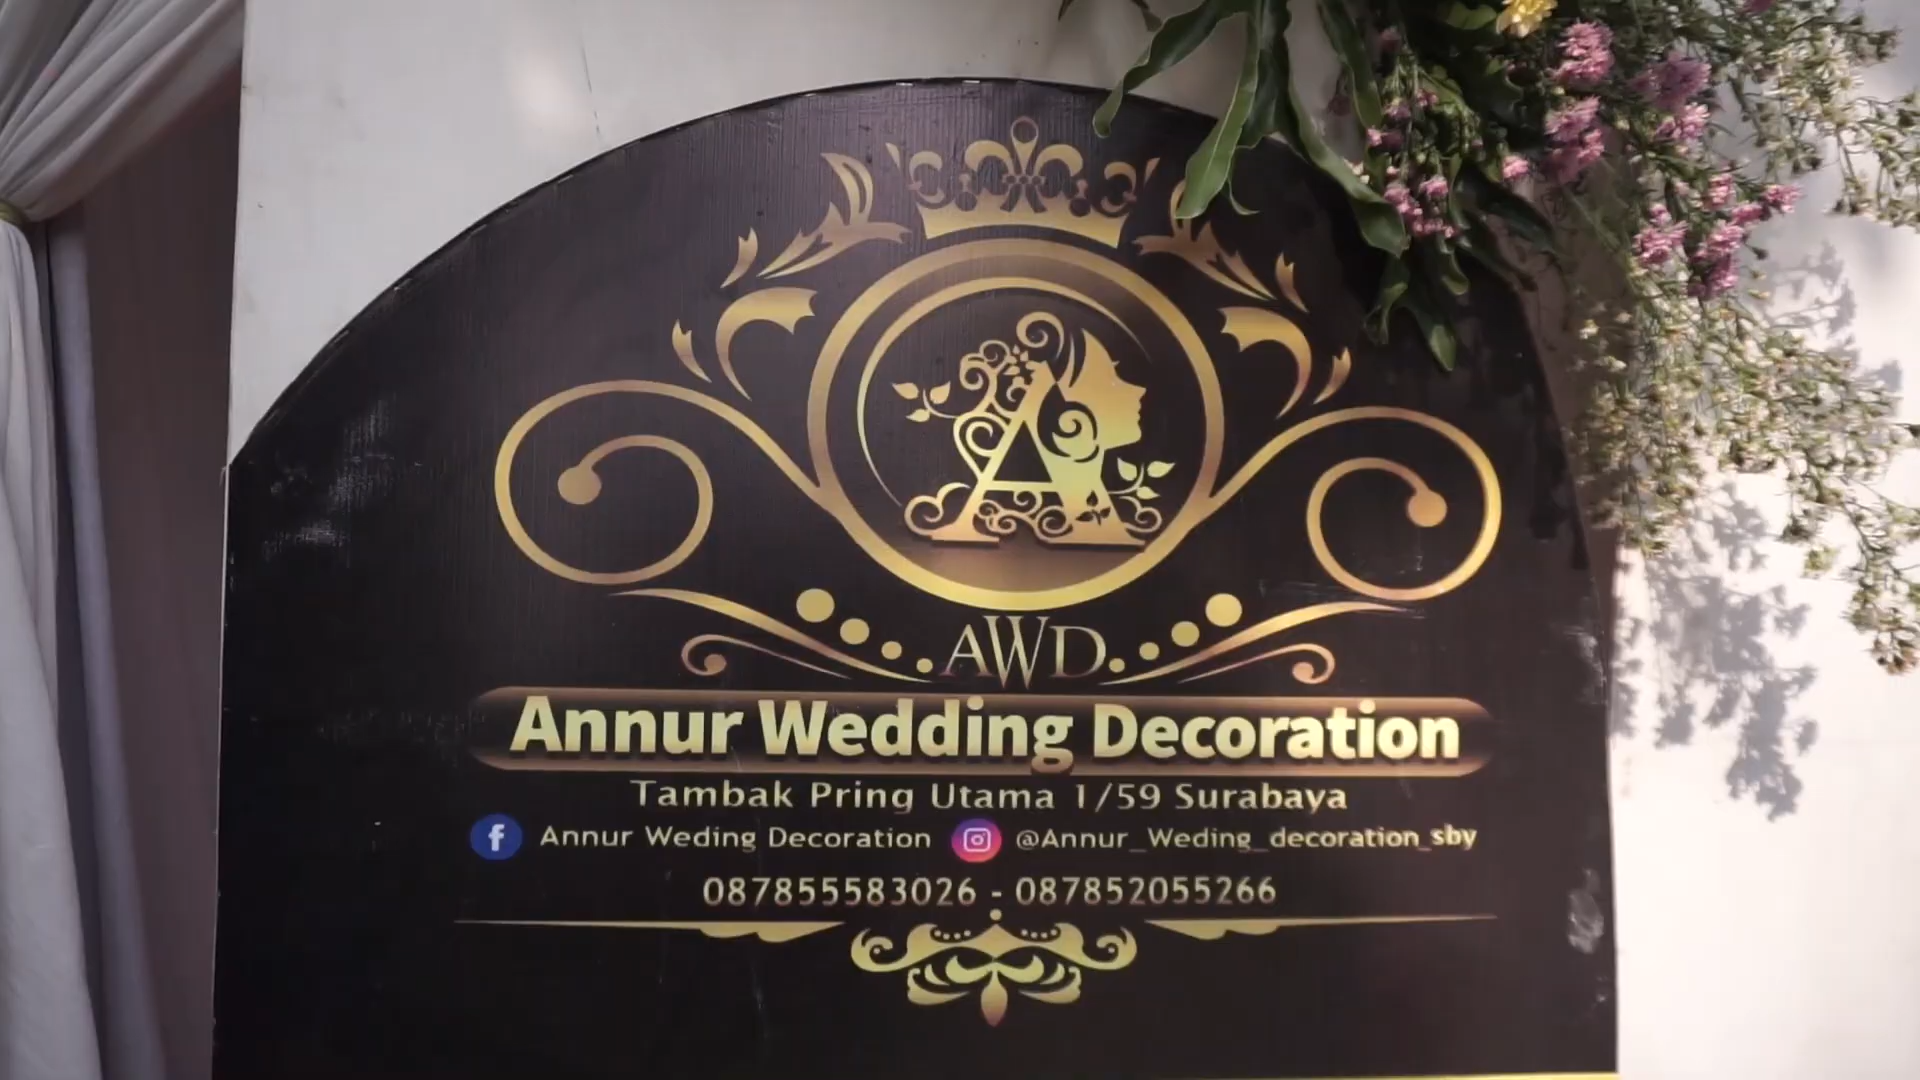 AWD
Annur Wedding Decoration
Tambak Pring Utama 1/59 Surabaya
Annur Weding Decoration @Annur_Weding_decoration_sby
087855583026 - 087852055266